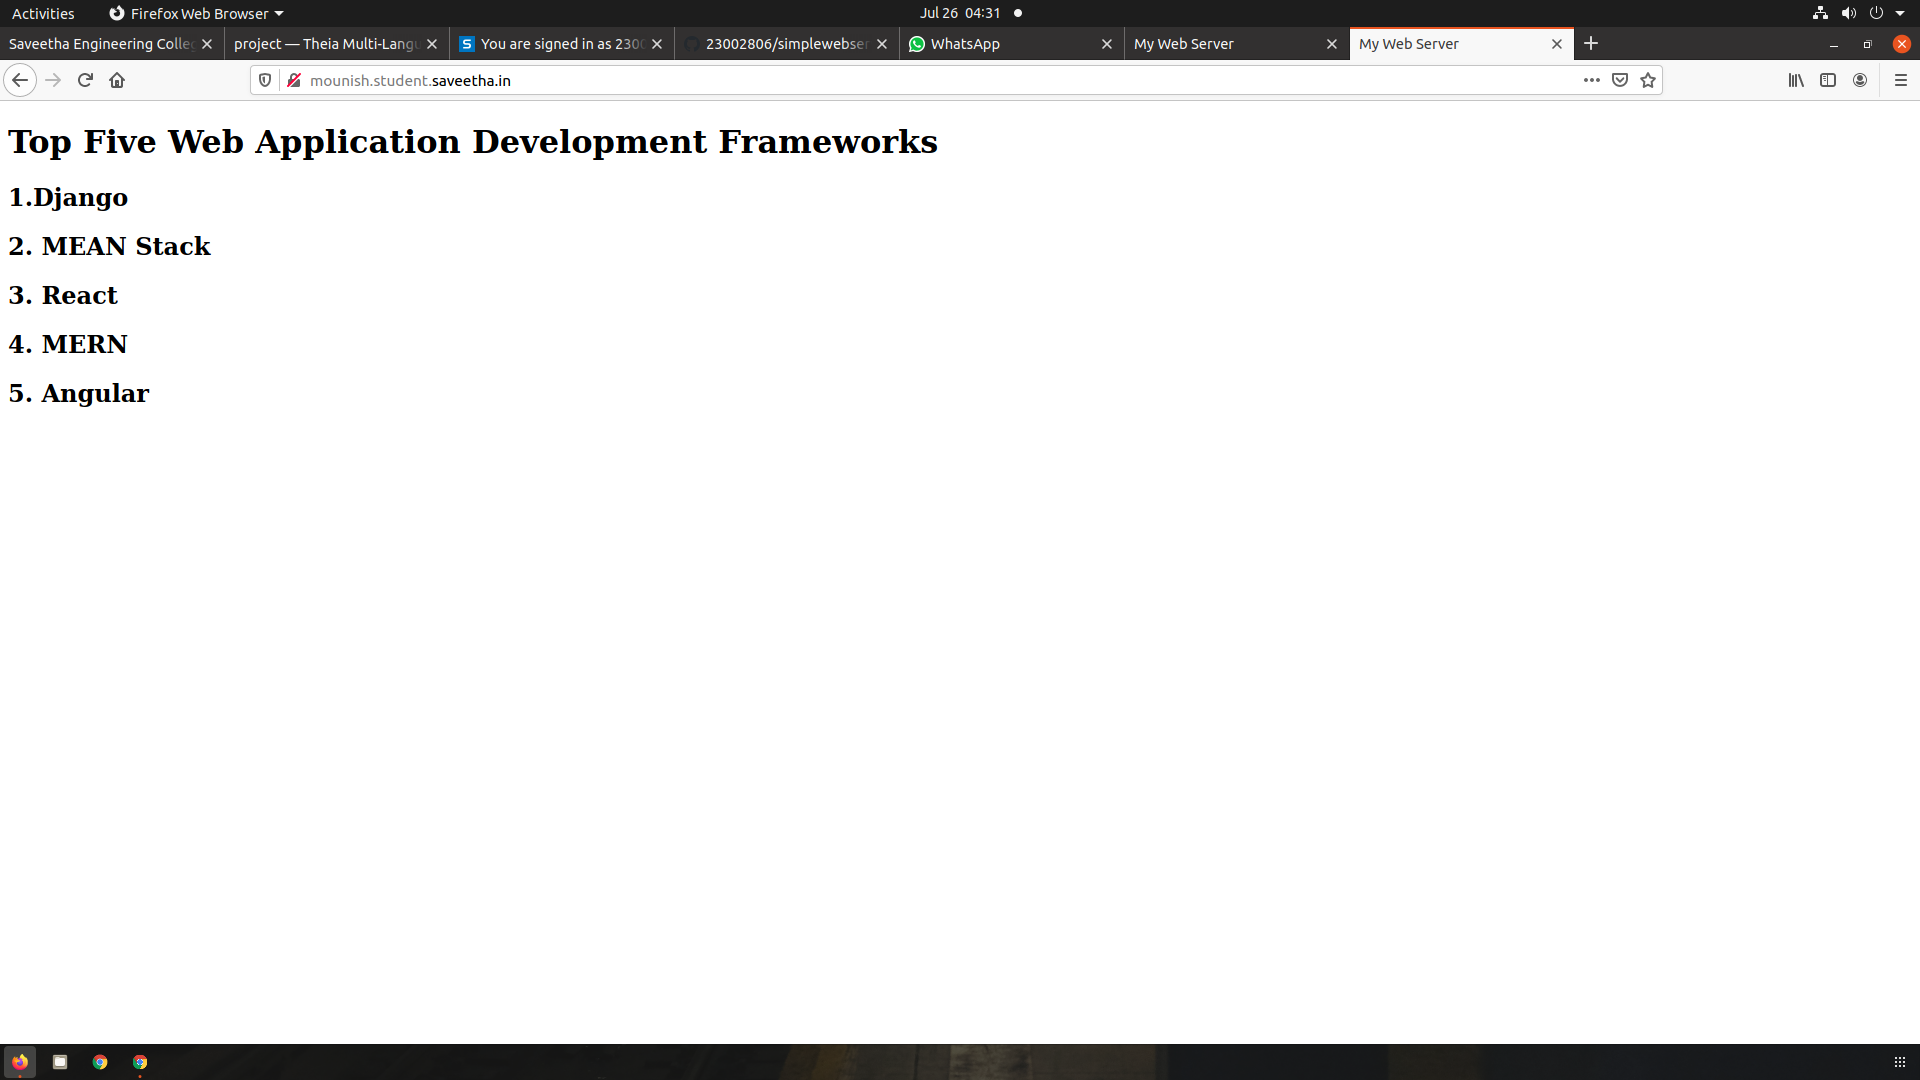 Activities
Firefox Web Browser
Jul 26 04:31
Saveetha Engineering Colle
project — Theia Multi-Langu
You are signed in as 2300
23002806/simplewebser
WhatsApp
My Web Server
My Web Server
mounish.student.saveetha.in
Top Five Web Application Development Frameworks
1.Django
2. MEAN Stack
3. React
4. MERN
5. Angular